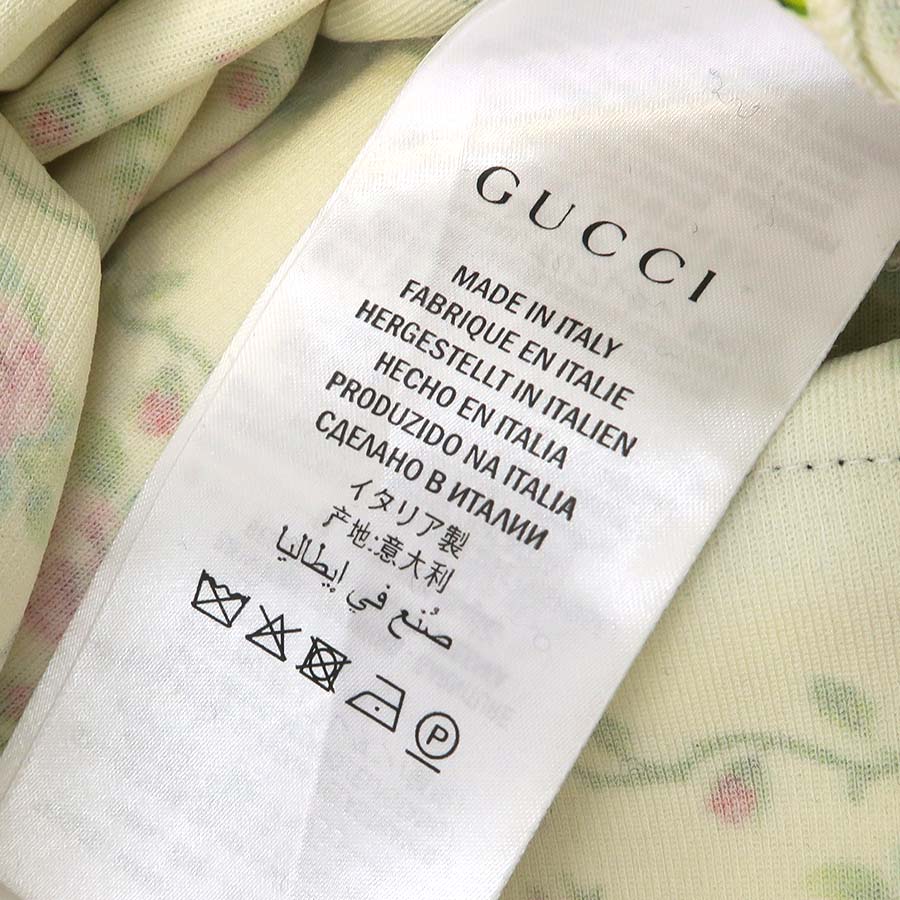 GUCCI
MADE IN ITALY
FABRIQUE EN ITALIE
HERGESTELLT IN ITALIEN
HECHO EN ITALIA
PRODUZIDO NA ITALIA
СДЕЛАНО В ИТАЛИИ
イタリア製
产地:意大利
صُنع في إيطاليا
P